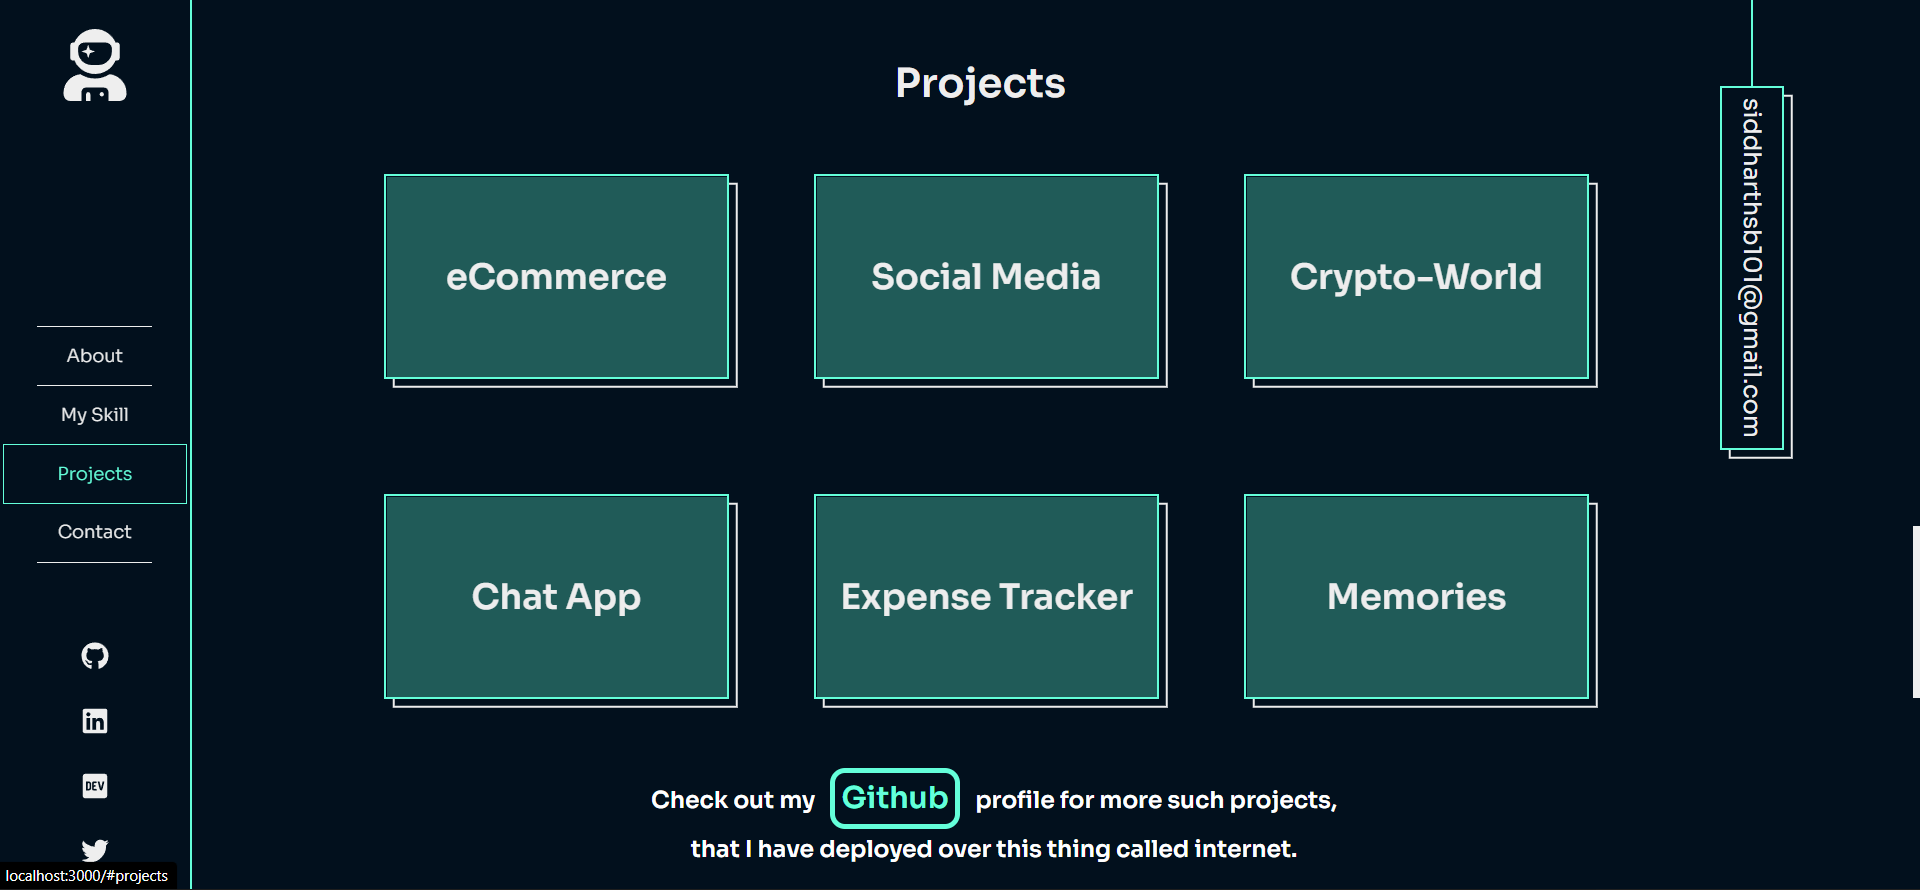 About
My Skill
Projects
Contact
DEV
localhost:3000/#projects
Projects
eCommerce
Social Media
Crypto-World
Chat App
Expense Tracker
Memories
Check out my Github profile for more such projects,
that I have deployed over this thing called internet.
siddharthsb101@gmail.com